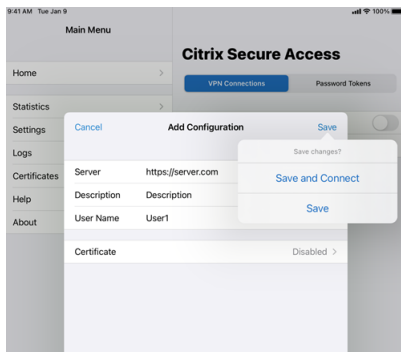 9:41 AM Tue Jan 9
100%
Main Menu
Citrix Secure Access
Home
VPN Connections
Password Tokens
Statistics
Settings
Logs
Certificates
Help
About
Cancel
Add Configuration
Save
Save changes?
Save and Connect
Save
Server
https://server.com
Description
Description
User Name
User1
Certificate
Disabled